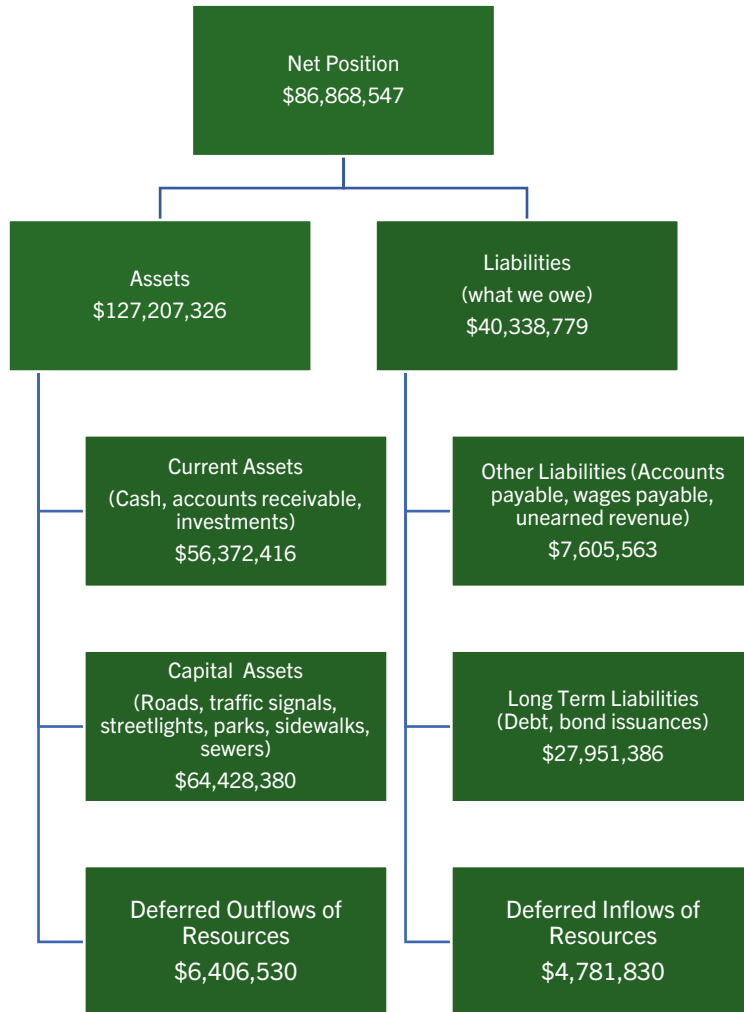 Net Position
$86,868,547
Assets
$127,207,326
Liabilities
(what we owe)
$40,338,779
Current Assets
(Cash, accounts receivable,
investments)
$56,372,416
Other Liabilities (Accounts
payable, wages payable,
unearned revenue)
$7,605,563
Capital Assets
(Roads, traffic signals,
streetlights, parks, sidewalks,
sewers)
$64,428,380
Long Term Liabilities
(Debt, bond issuances)
$27,951,386
Deferred Outflows of
Resources
$6,406,530
Deferred Inflows of
Resources
$4,781,830